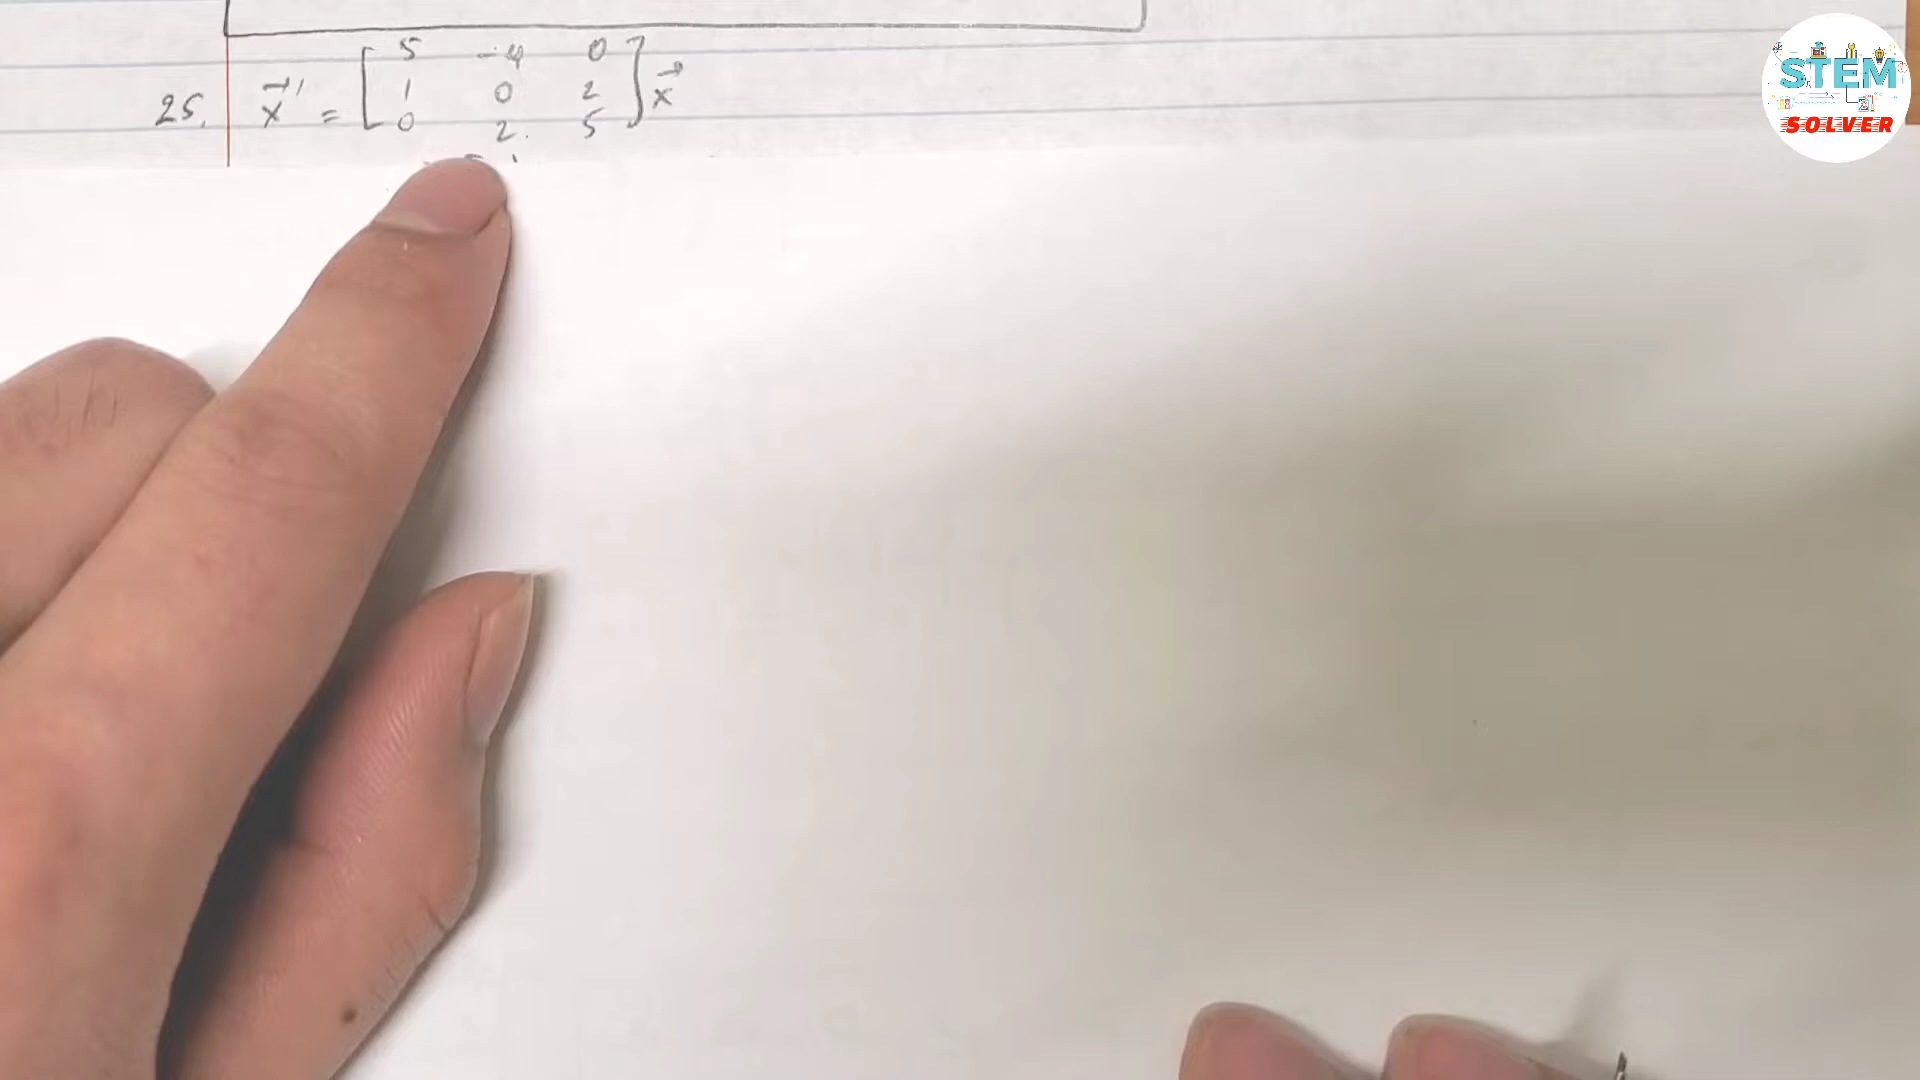 5 -4 0
25. x⃗' = [1 0 2] x⃗
0 2. 5
STEM
SOLVER